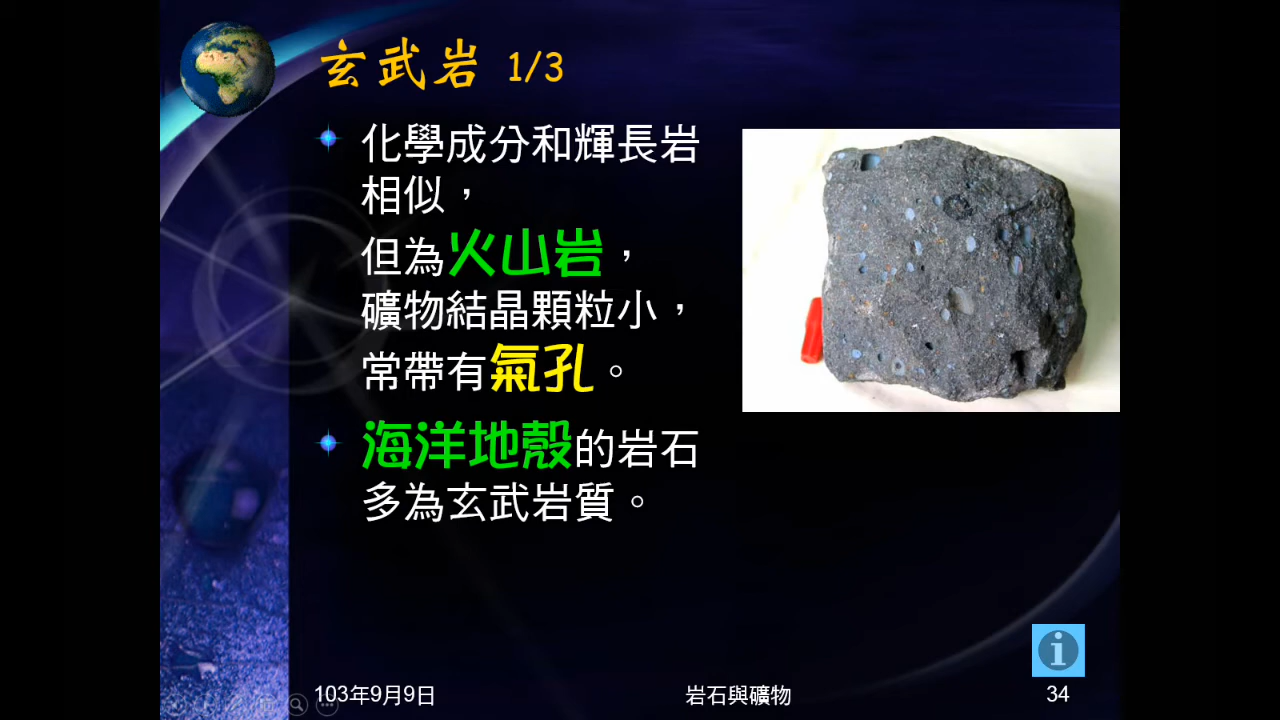 玄武岩 1/3
化學成分和輝長岩
相似，
但為火山岩，
礦物結晶顆粒小，
常帶有氣孔。
海洋地殼的岩石
多為玄武岩質。
103年9月9日
岩石與礦物
34